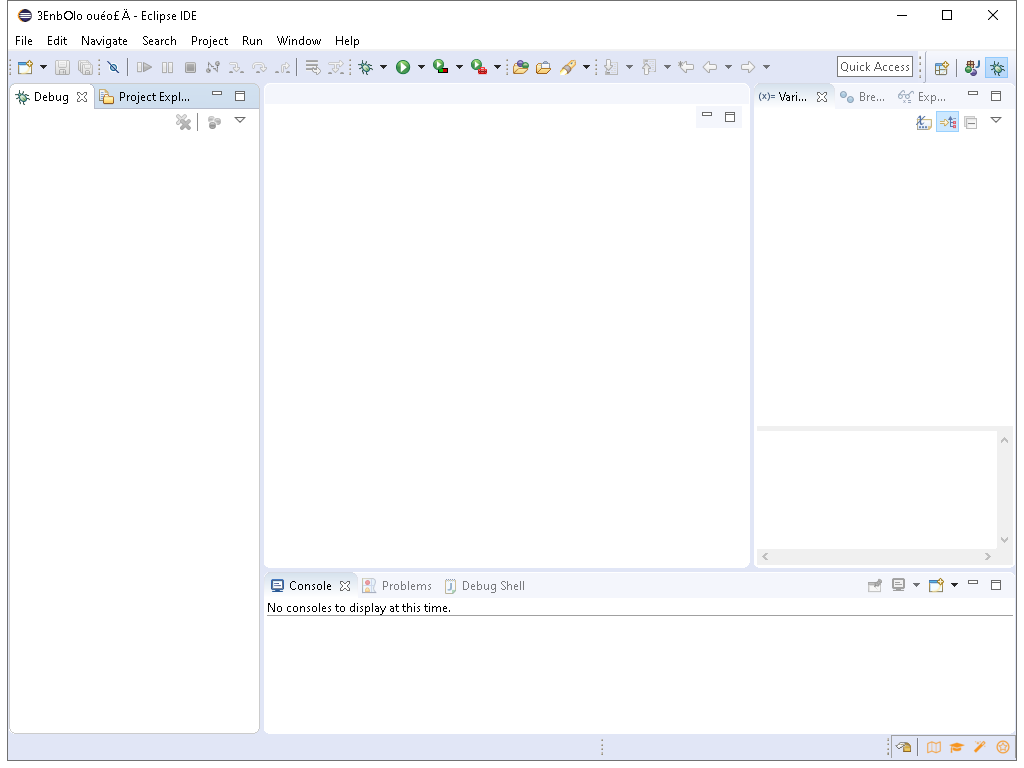 3EnbOlo ouéo£Ä - Eclipse IDE
File Edit Navigate Search Project Run Window Help
Quick Access
Debug Project Expl... (x)= Vari... Bre... Exp...
Console Problems Debug Shell
No consoles to display at this time.